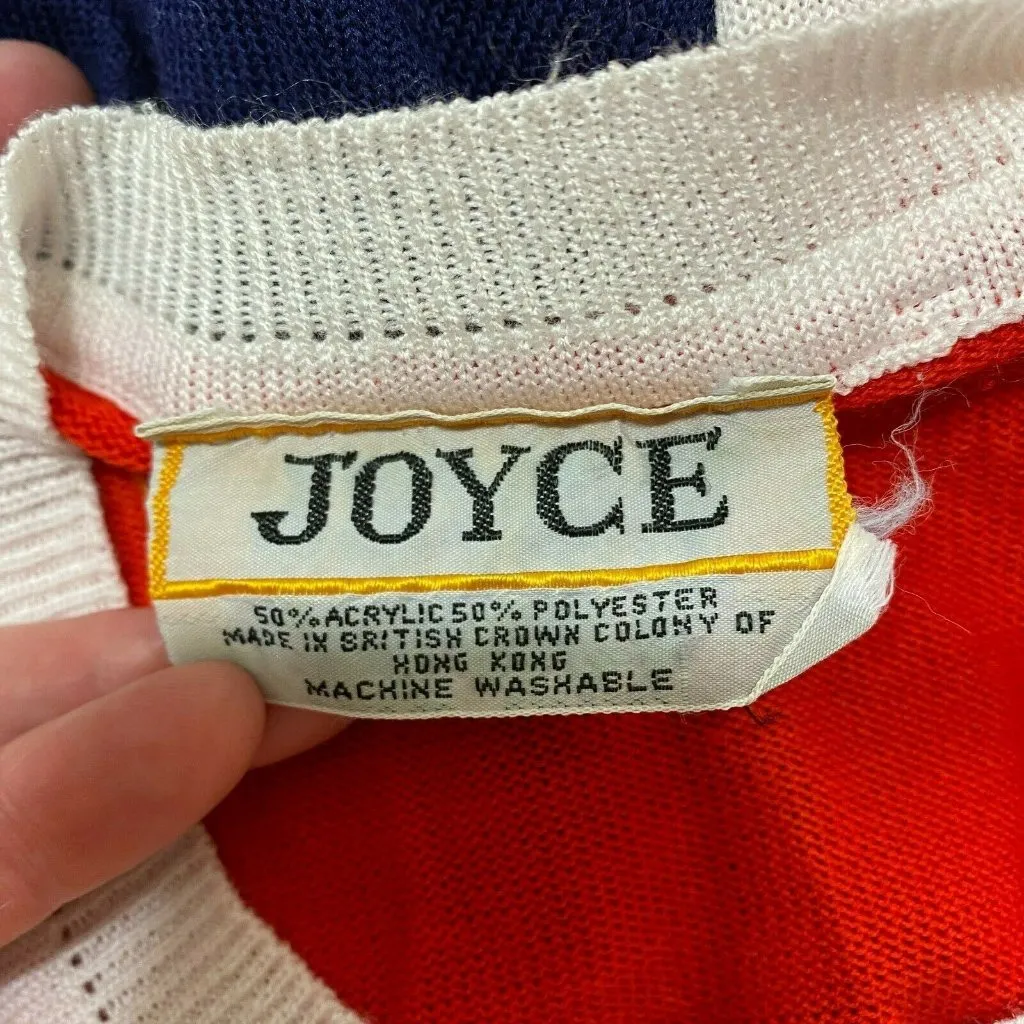 JOYCE
50% ACRYLIC 50% POLYESTER
MADE IN BRITISH CROWN COLONY OF
HONG KONG
MACHINE WASHABLE